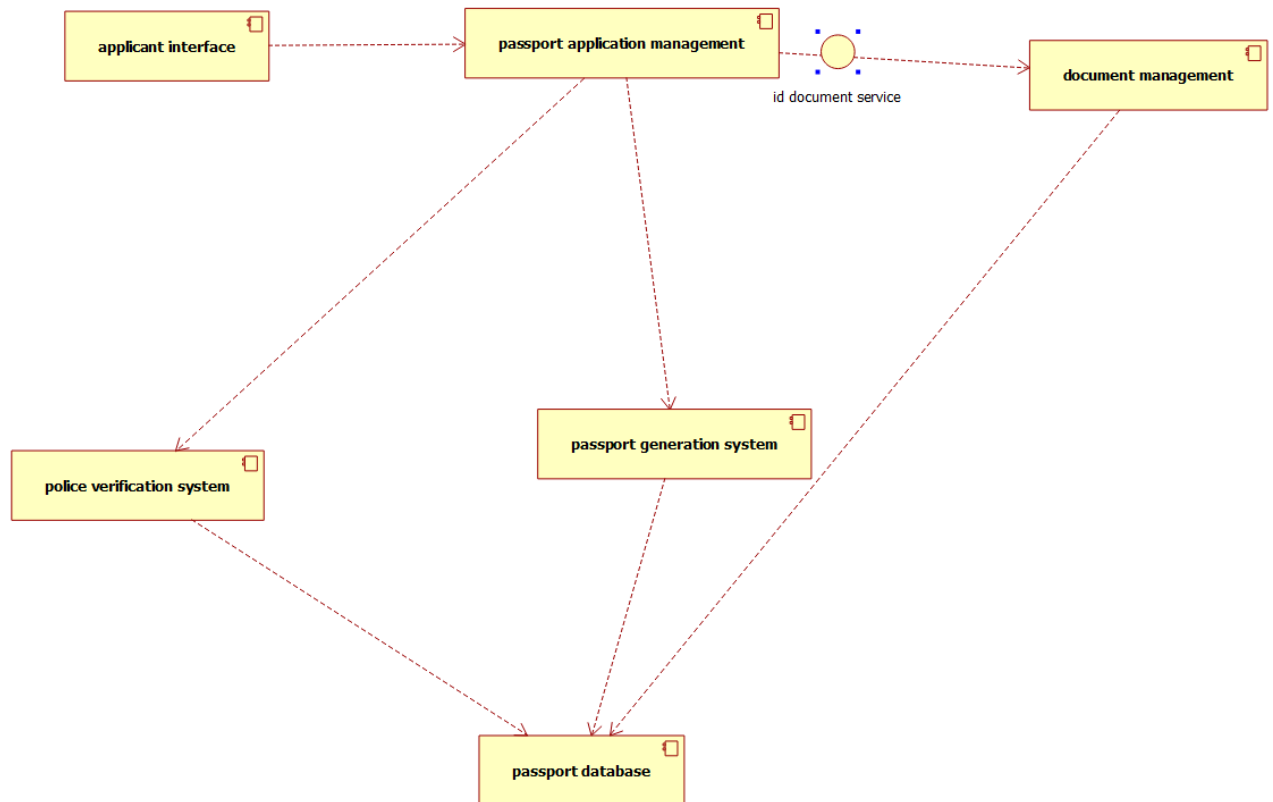 applicant interface
passport application management
document management
id document service
passport generation system
police verification system
passport database